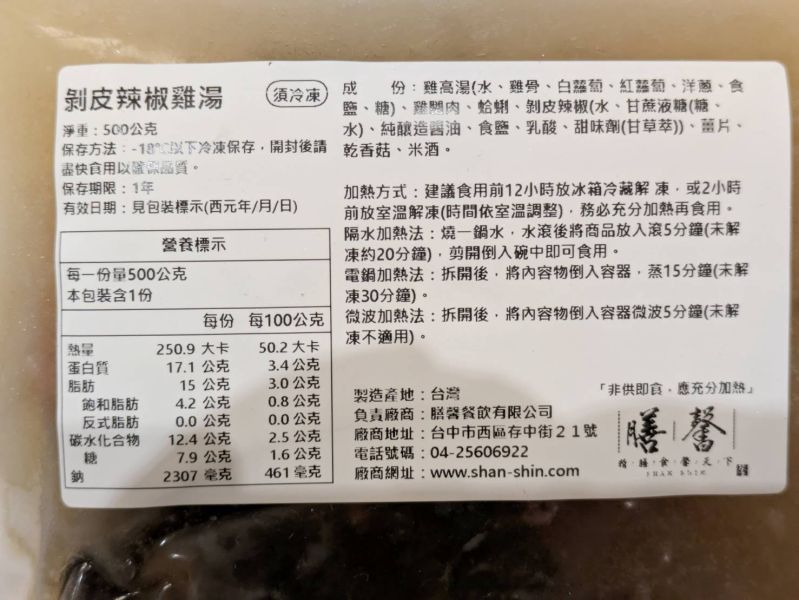 剝皮辣椒雞湯
須冷凍
淨重：500公克
保存方法：-18℃以下冷凍保存，開封後請
盡快食用以確保品質。
保存期限：1年
有效日期：見包裝標示(西元年/月/日)
營養標示
每一份量500公克
本包裝含1份
每份 每100公克
熱量 250.9 大卡 50.2 大卡
蛋白質 17.1 公克 3.4 公克
脂肪 15 公克 3.0 公克
飽和脂肪 4.2 公克 0.8 公克
反式脂肪 0.0 公克 0.0 公克
碳水化合物 12.4 公克 2.5 公克
糖 7.9 公克 1.6 公克
鈉 2307 毫克 461 毫克
成 份：雞高湯(水、雞骨、白蘿蔔、紅蘿蔔、洋蔥、食
鹽、糖)、雞腿肉、蛤蜊、剝皮辣椒(水、甘蔗液糖(糖、
水)、純釀造醬油、食鹽、乳酸、甜味劑(甘草萃))、薑片、
乾香菇、米酒。
加熱方式：建議食用前12小時放冰箱冷藏解 凍，或2小時
前放室溫解凍(時間依室溫調整)，務必充分加熱再食用。
隔水加熱法：燒一鍋水，水滾後將商品放入滾5分鐘(未解
凍約20分鐘)，剪開倒入碗中即可食用。
電鍋加熱法：拆開後，將內容物倒入容器，蒸15分鐘(未解
凍30分鐘)。
微波加熱法：拆開後，將內容物倒入容器微波5分鐘(未解
凍不適用)。
製造產地：台灣
負責廠商：膳馨餐飲有限公司
廠商地址：台中市西區存中街２１號
電話號碼：04-25606922
廠商網址：www.shan-shin.com
「非供即食、應充分加熱」
膳 馨
精·膳·食·馨·天·下
SHAN SHIN